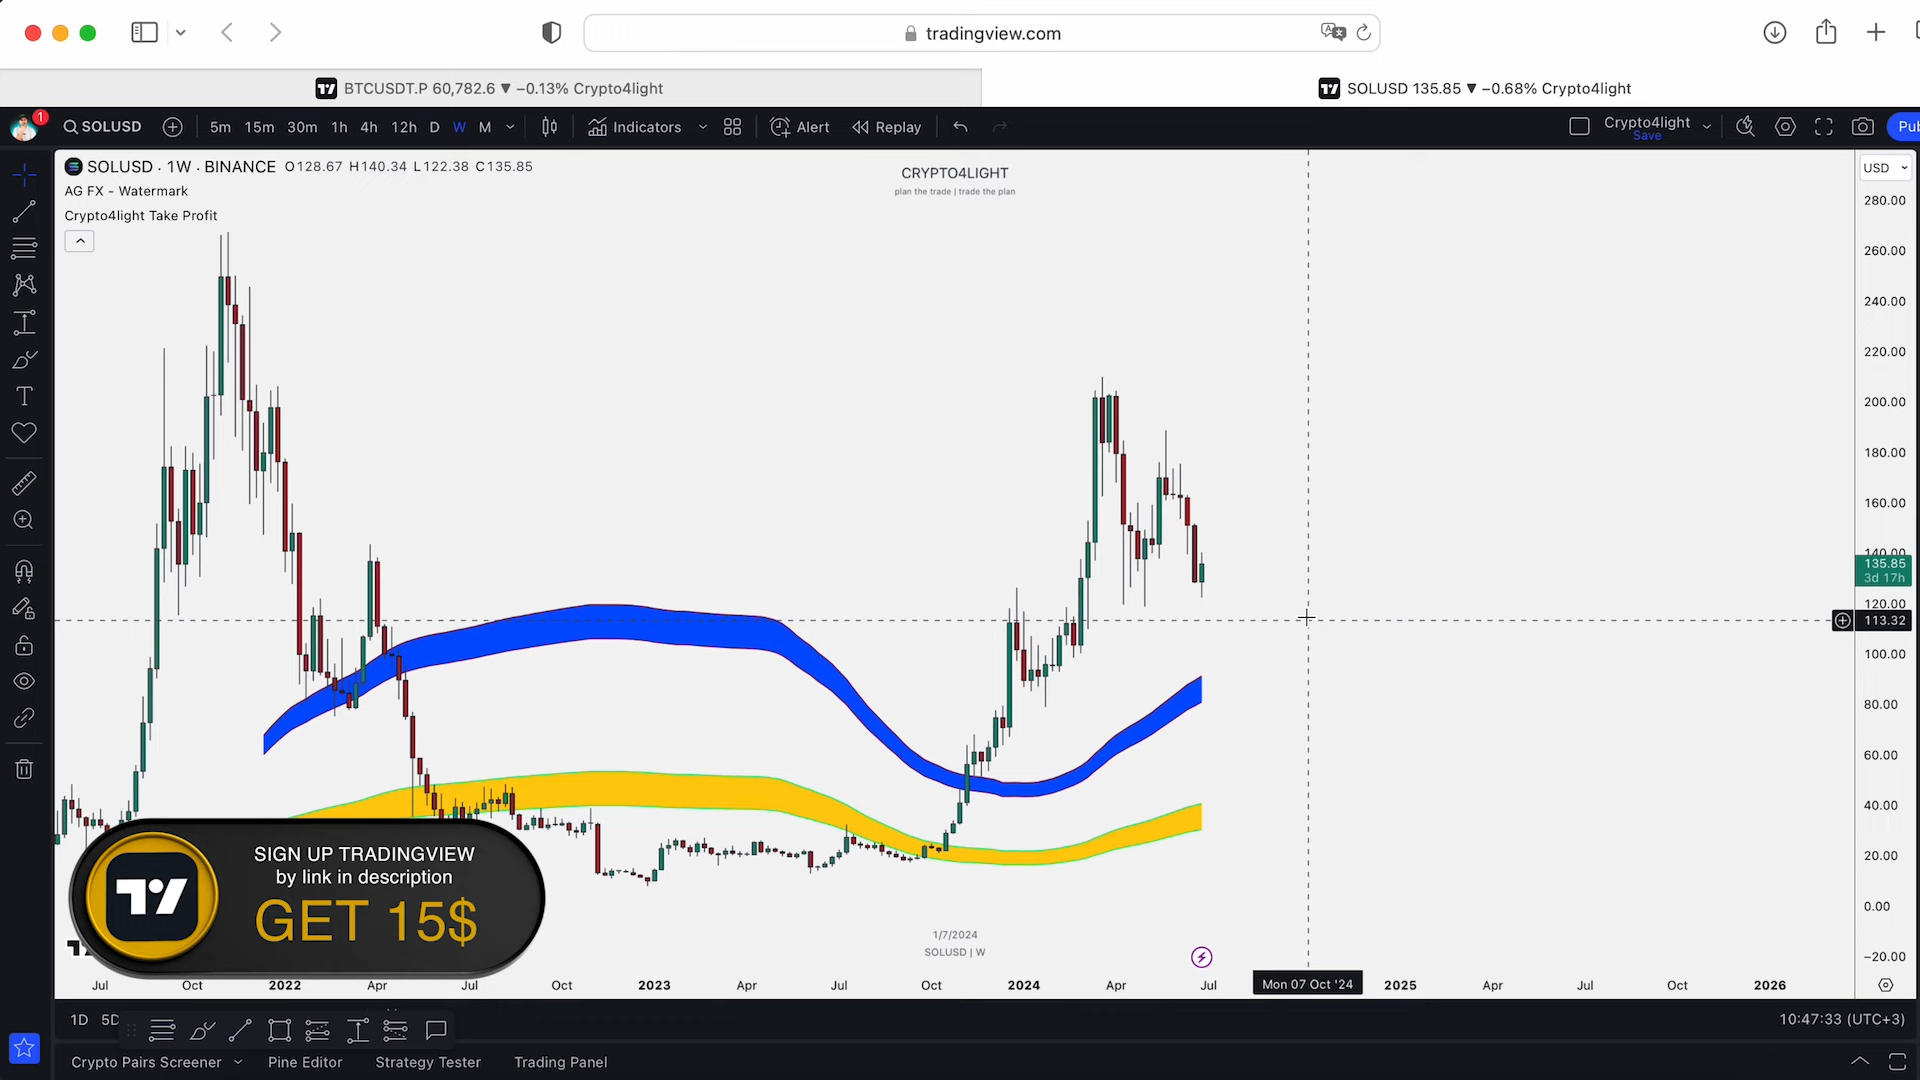 tradingview.com
BTCUSDT.P 60,782.6 ▼ −0.13% Crypto4light
SOLUSD 135.85 ▼ −0.68% Crypto4light
1
SOLUSD
5m 15m 30m 1h 4h 12h D W M
Indicators
Alert
Replay
Crypto4light
Save
Pub
SOLUSD · 1W · BINANCE O128.67 H140.34 L122.38 C135.85
AG FX - Watermark
Crypto4light Take Profit
CRYPTO4LIGHT
plan the trade | trade the plan
USD
280.00
260.00
240.00
220.00
200.00
180.00
160.00
140.00
135.85
3d 17h
120.00
113.32
100.00
80.00
60.00
40.00
20.00
0.00
−20.00
SIGN UP TRADINGVIEW
by link in description
GET 15$
1/7/2024
SOLUSD | W
Jul Oct 2022 Apr Jul Oct 2023 Apr Jul Oct 2024 Apr Jul Mon 07 Oct '24 2025 Apr Jul Oct 2026
1D 5D
10:47:33 (UTC+3)
Crypto Pairs Screener Pine Editor Strategy Tester Trading Panel